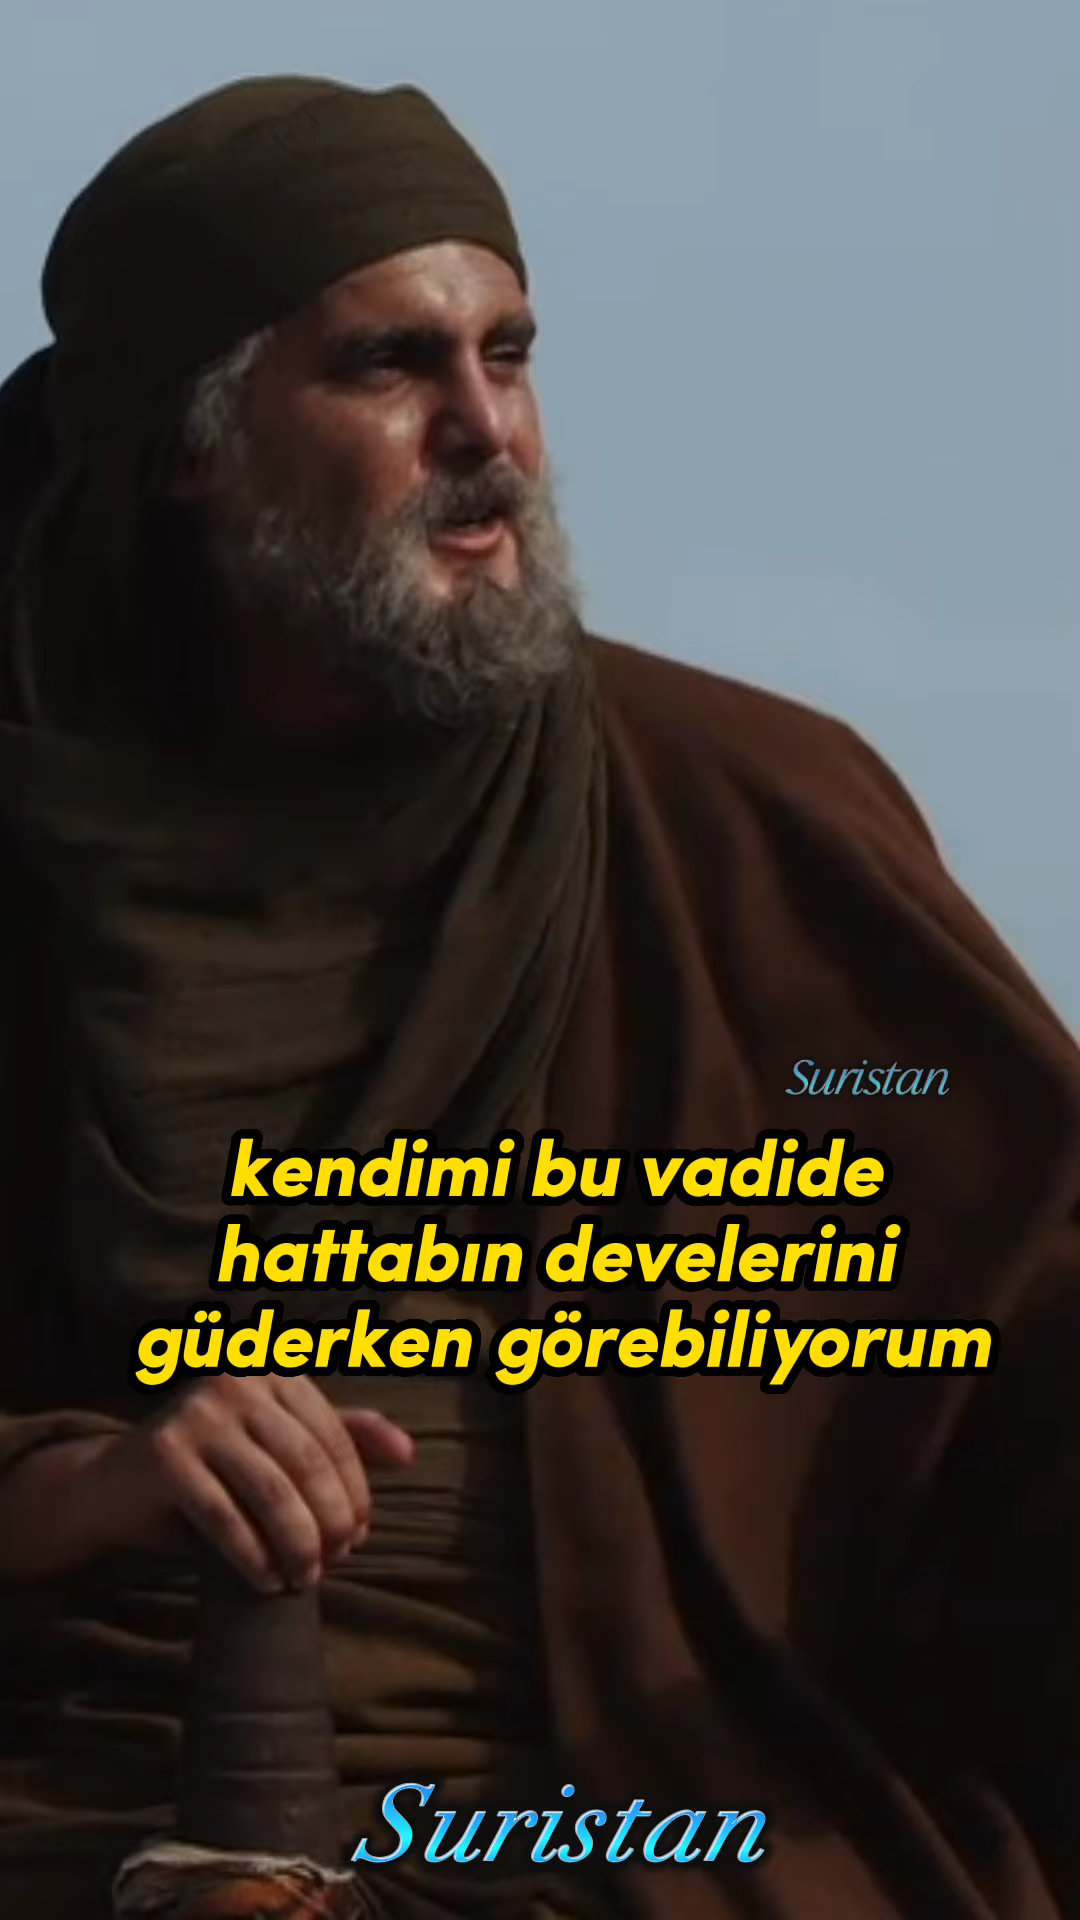 Suristan
kendimi bu vadide
hattabın develerini
güderken görebiliyorum
Suristan